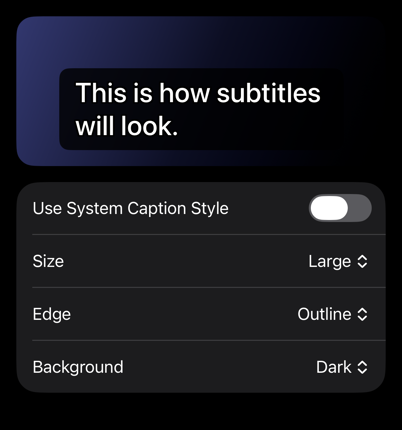 This is how subtitles
will look.
Use System Caption Style
Size Large
Edge Outline
Background Dark